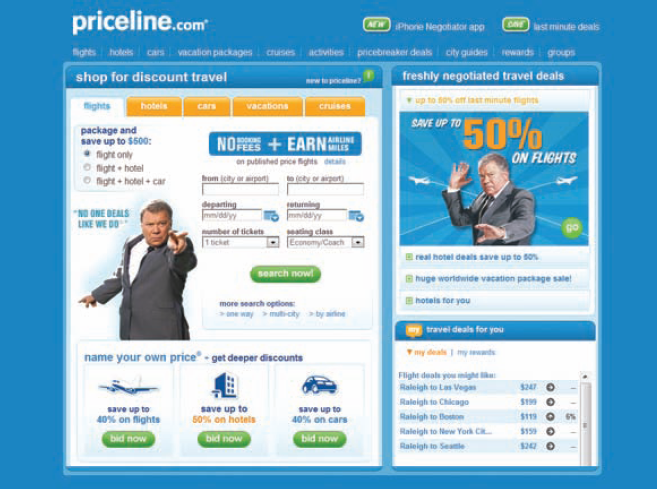 priceline.com®
NEW iPhone Negotiator app
SAVE last minute deals
flights hotels cars vacation packages cruises activities pricebreaker deals city guides rewards groups
shop for discount travel
new to priceline?
flights hotels cars vacations cruises
package and
save up to $500:
flight only
flight + hotel
flight + hotel + car
NO BOOKING FEES + EARN AIRLINE MILES
on published price flights details
from (city or airport) to (city or airport)
departing returning
mm/dd/yy mm/dd/yy
number of tickets seating class
1 ticket Economy/Coach
search now!
more search options:
> one way > multi-city > by airline
"NO ONE DEALS
LIKE WE DO"
name your own price® - get deeper discounts
save up to
40% on flights
bid now
save up to
50% on hotels
bid now
save up to
40% on cars
bid now
freshly negotiated travel deals
up to 50% off last minute flights
SAVE UP TO
50%
ON FLIGHTS
go
real hotel deals save up to 50%
huge worldwide vacation package sale!
hotels for you
my travel deals for you
my deals | my rewards
Flight deals you might like:
Raleigh to Las Vegas $247 --
Raleigh to Chicago $199 --
Raleigh to Boston $119 6%
Raleigh to New York Cit... $159 --
Raleigh to Seattle $242 --